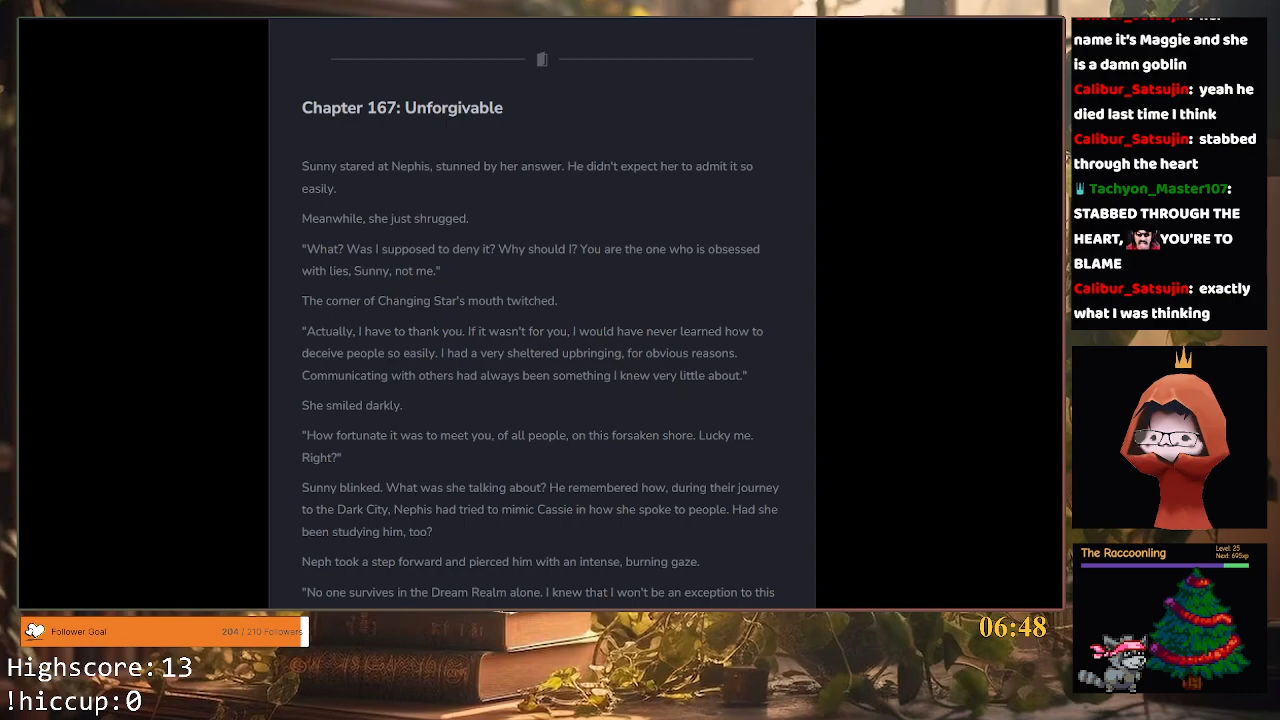 Chapter 167: Unforgivable
Sunny stared at Nephis, stunned by her answer. He didn't expect her to admit it so
easily.
Meanwhile, she just shrugged.
"What? Was I supposed to deny it? Why should I? You are the one who is obsessed
with lies, Sunny, not me."
The corner of Changing Star's mouth twitched.
"Actually, I have to thank you. If it wasn't for you, I would have never learned how to
deceive people so easily. I had a very sheltered upbringing, for obvious reasons.
Communicating with others had always been something I knew very little about."
She smiled darkly.
"How fortunate it was to meet you, of all people, on this forsaken shore. Lucky me.
Right?"
Sunny blinked. What was she talking about? He remembered how, during their journey
to the Dark City, Nephis had tried to mimic Cassie in how she spoke to people. Had she
been studying him, too?
Neph took a step forward and pierced him with an intense, burning gaze.
"No one survives in the Dream Realm alone. I knew that I won't be an exception to this
name it's Maggie and she
is a damn goblin
Calibur_Satsujin: yeah he
died last time I think
Calibur_Satsujin: stabbed
through the heart
Tachyon_Master107:
STABBED THROUGH THE
HEART, YOU'RE TO
BLAME
Calibur_Satsujin: exactly
what I was thinking
The Raccoonling
Level: 25
Next: 695xp
Follower Goal
204 / 210 Followers
06:48
Highscore:13
!hiccup:0